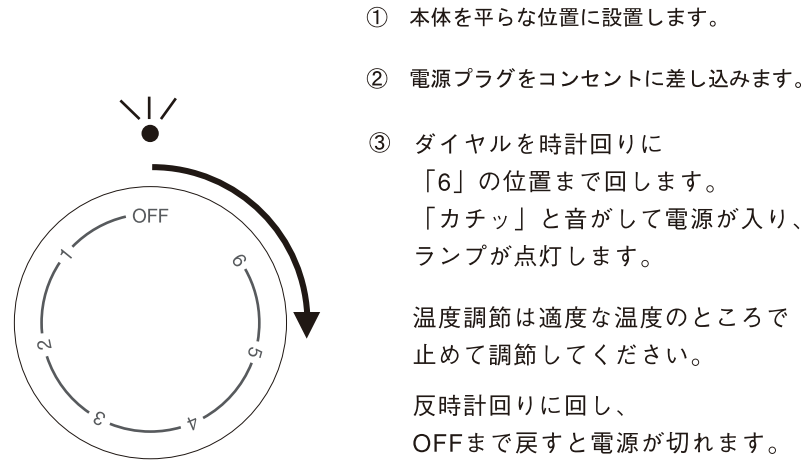 ① 本体を平らな位置に設置します。
② 電源プラグをコンセントに差し込みます。
③ ダイヤルを時計回りに
「6」の位置まで回します。
「カチッ」と音がして電源が入り、
ランプが点灯します。
温度調節は適度な温度のところで
止めて調節してください。
反時計回りに回し、
OFFまで戻すと電源が切れます。
OFF
1
2
3
4
5
6